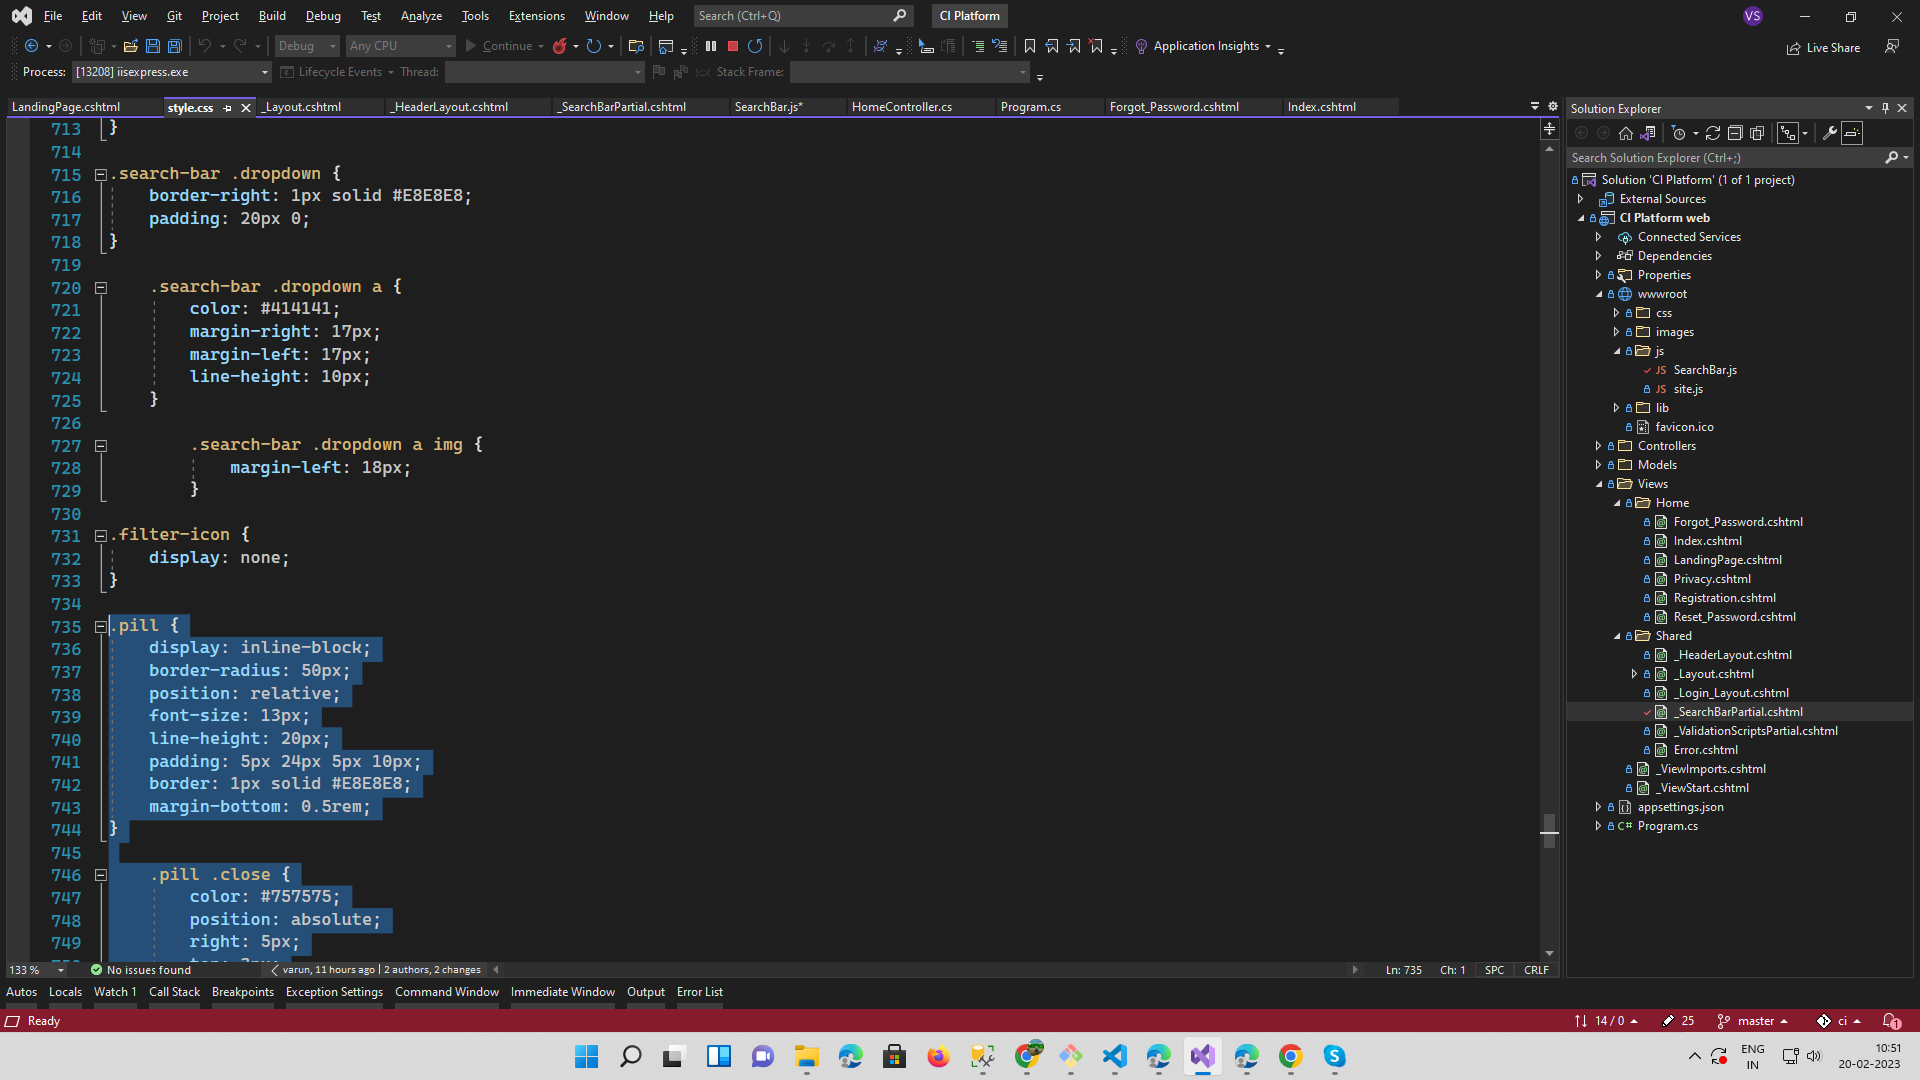 File Edit View Git Project Build Debug Test Analyze Tools Extensions Window Help Search (Ctrl+Q) CI Platform VS
Debug Any CPU Continue Application Insights Live Share
Process: [13208] iisexpress.exe Lifecycle Events Thread: Stack Frame:
LandingPage.cshtml style.css _Layout.cshtml _HeaderLayout.cshtml _SearchBarPartial.cshtml SearchBar.js* HomeController.cs Program.cs Forgot_Password.cshtml Index.cshtml
713 }
714
715 .search-bar .dropdown {
716 border-right: 1px solid #E8E8E8;
717 padding: 20px 0;
718 }
719
720 .search-bar .dropdown a {
721 color: #414141;
722 margin-right: 17px;
723 margin-left: 17px;
724 line-height: 10px;
725 }
726
727 .search-bar .dropdown a img {
728 margin-left: 18px;
729 }
730
731 .filter-icon {
732 display: none;
733 }
734
735 .pill {
736 display: inline-block;
737 border-radius: 50px;
738 position: relative;
739 font-size: 13px;
740 line-height: 20px;
741 padding: 5px 24px 5px 10px;
742 border: 1px solid #E8E8E8;
743 margin-bottom: 0.5rem;
744 }
745
746 .pill .close {
747 color: #757575;
748 position: absolute;
749 right: 5px;
133 % No issues found varun, 11 hours ago | 2 authors, 2 changes Ln: 735 Ch: 1 SPC CRLF
Solution Explorer
Search Solution Explorer (Ctrl+;)
Solution 'CI Platform' (1 of 1 project)
External Sources
CI Platform web
Connected Services
Dependencies
Properties
wwwroot
css
images
js
JS SearchBar.js
JS site.js
lib
favicon.ico
Controllers
Models
Views
Home
Forgot_Password.cshtml
Index.cshtml
LandingPage.cshtml
Privacy.cshtml
Registration.cshtml
Reset_Password.cshtml
Shared
_HeaderLayout.cshtml
_Layout.cshtml
_Login_Layout.cshtml
_SearchBarPartial.cshtml
_ValidationScriptsPartial.cshtml
Error.cshtml
_ViewImports.cshtml
_ViewStart.cshtml
appsettings.json
C# Program.cs
Autos Locals Watch 1 Call Stack Breakpoints Exception Settings Command Window Immediate Window Output Error List
Ready 14 / 0 25 master ci 1
ENG
IN
10:51
20-02-2023